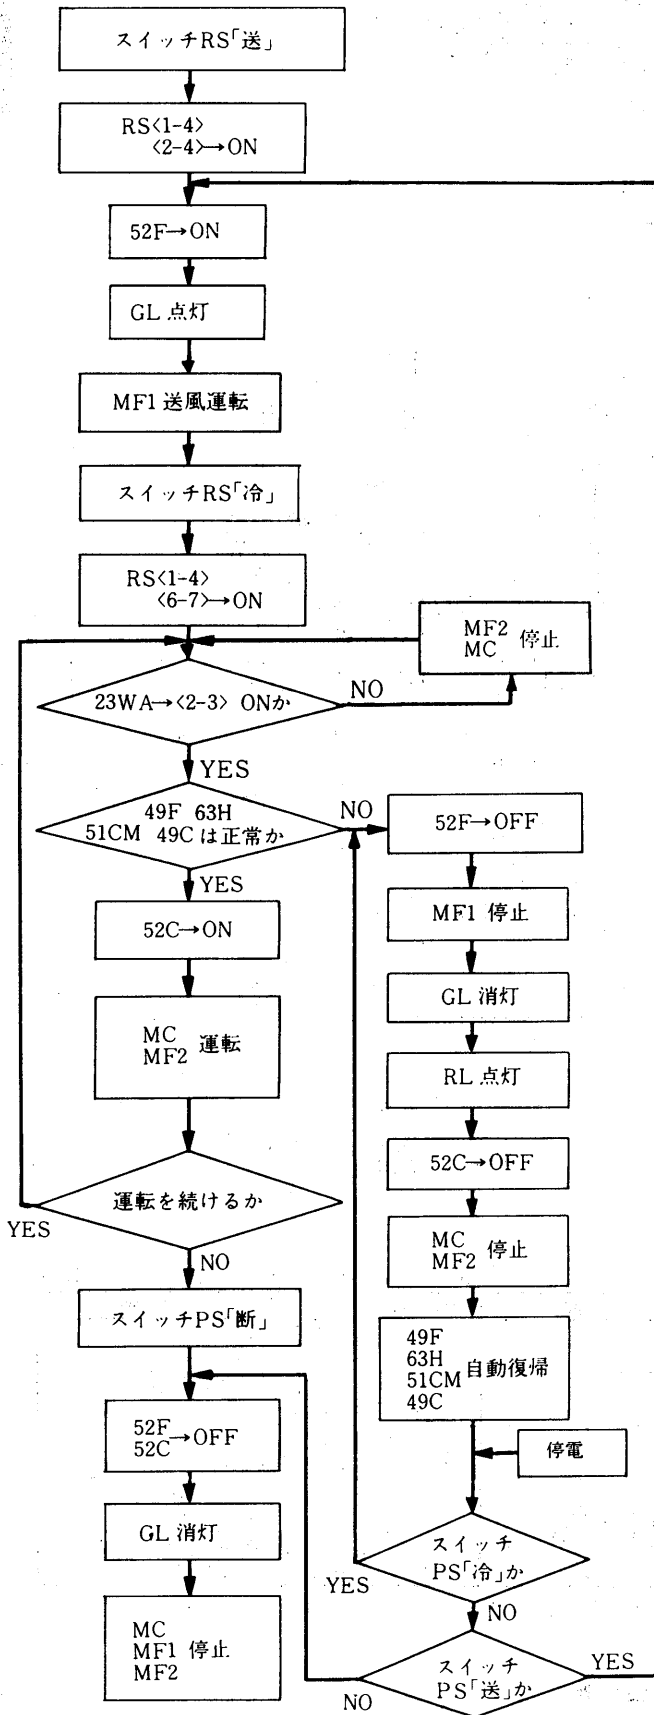 スイッチRS「送」
RS<1-4>
<2-4>→ON
52F→ON
GL 点灯
MF1 送風運転
スイッチRS「冷」
RS<1-4>
<6-7>→ON
MF2
MC 停止
23WA→<2-3> ONか
NO
YES
49F 63H
51CM 49Cは正常か
NO
YES
52C→ON
MC
MF2 運転
運転を続けるか
YES
NO
スイッチPS「断」
52F
52C→OFF
GL 消灯
MC
MF1 停止
MF2
52F→OFF
MF1 停止
GL 消灯
RL 点灯
52C→OFF
MC
MF2 停止
49F
63H
51CM 自動復帰
49C
停電
スイッチ
PS「冷」か
YES
NO
スイッチ
PS「送」か
YES
NO